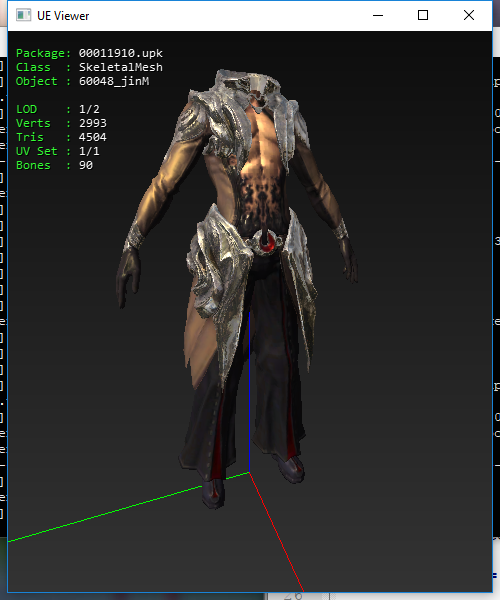 UE Viewer
Package: 00011910.upk
Class : SkeletalMesh
Object : 60048_jinM
LOD : 1/2
Verts : 2993
Tris : 4504
UV Set : 1/1
Bones : 90